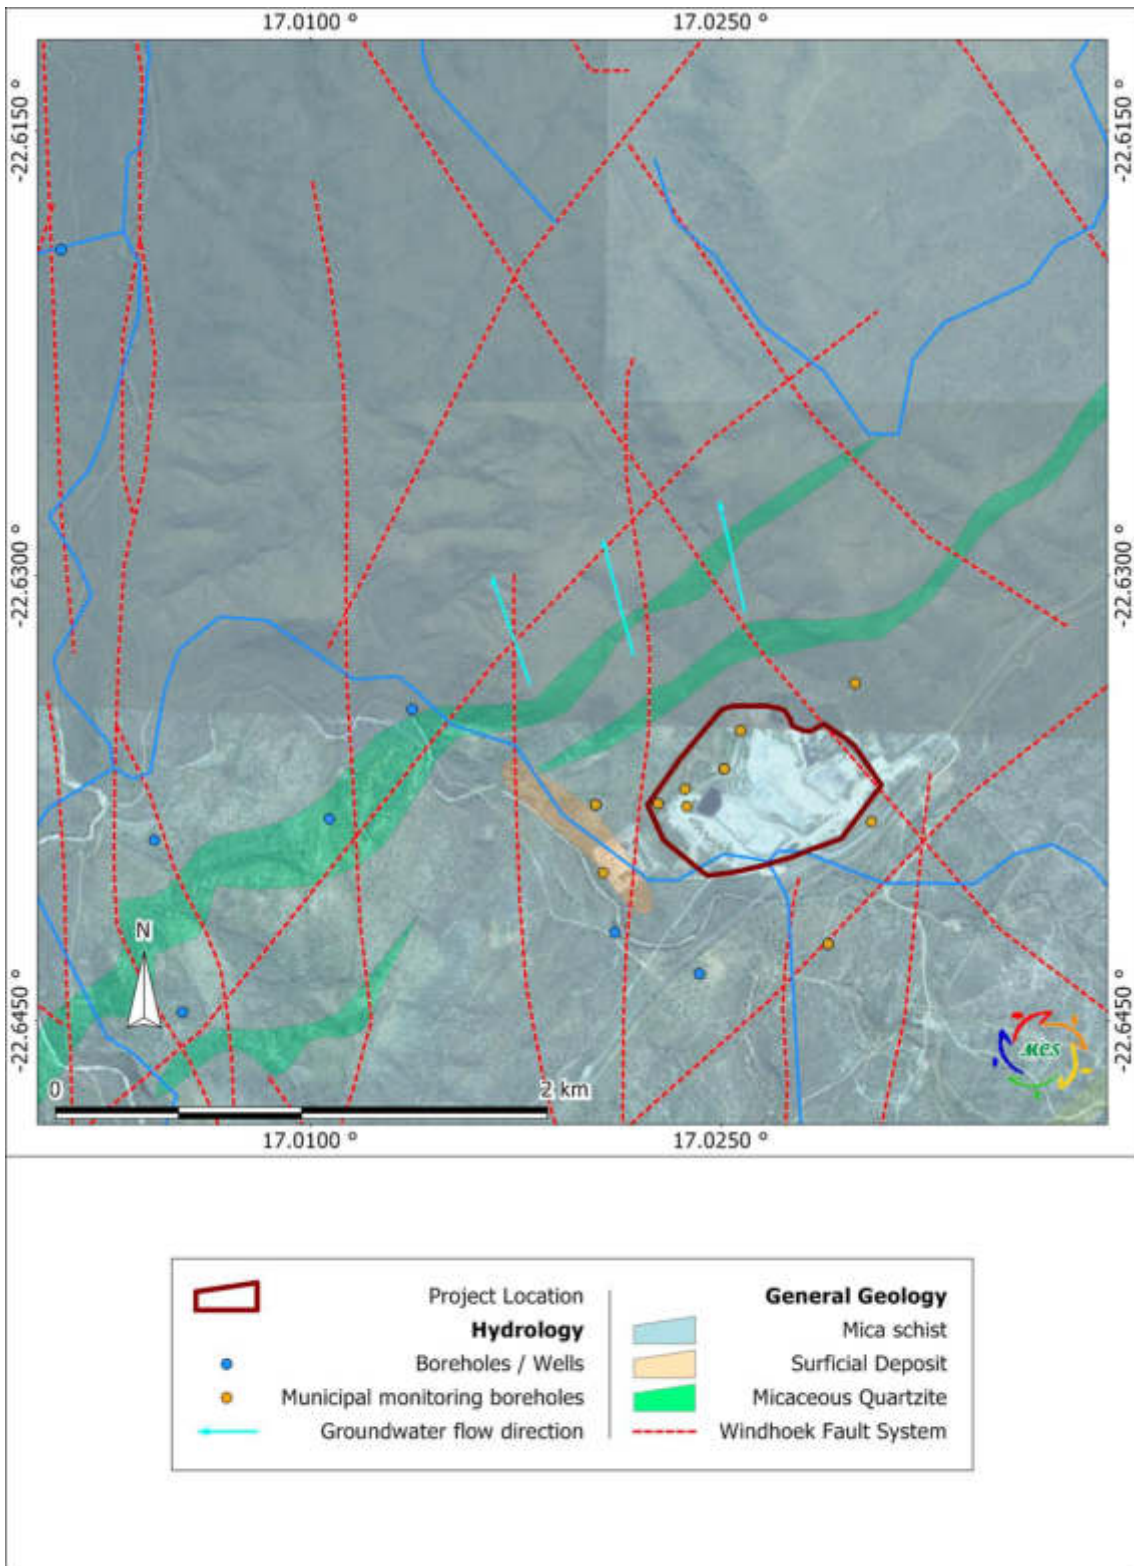 17.0100 °
17.0250 °
-22.6150 °
-22.6150 °
-22.6300 °
-22.6300 °
N
-22.6450 °
-22.6450 °
MCS
0
2 km
17.0100 °
17.0250 °
Project Location
Hydrology
Boreholes / Wells
Municipal monitoring boreholes
Groundwater flow direction
General Geology
Mica schist
Surficial Deposit
Micaceous Quartzite
Windhoek Fault System